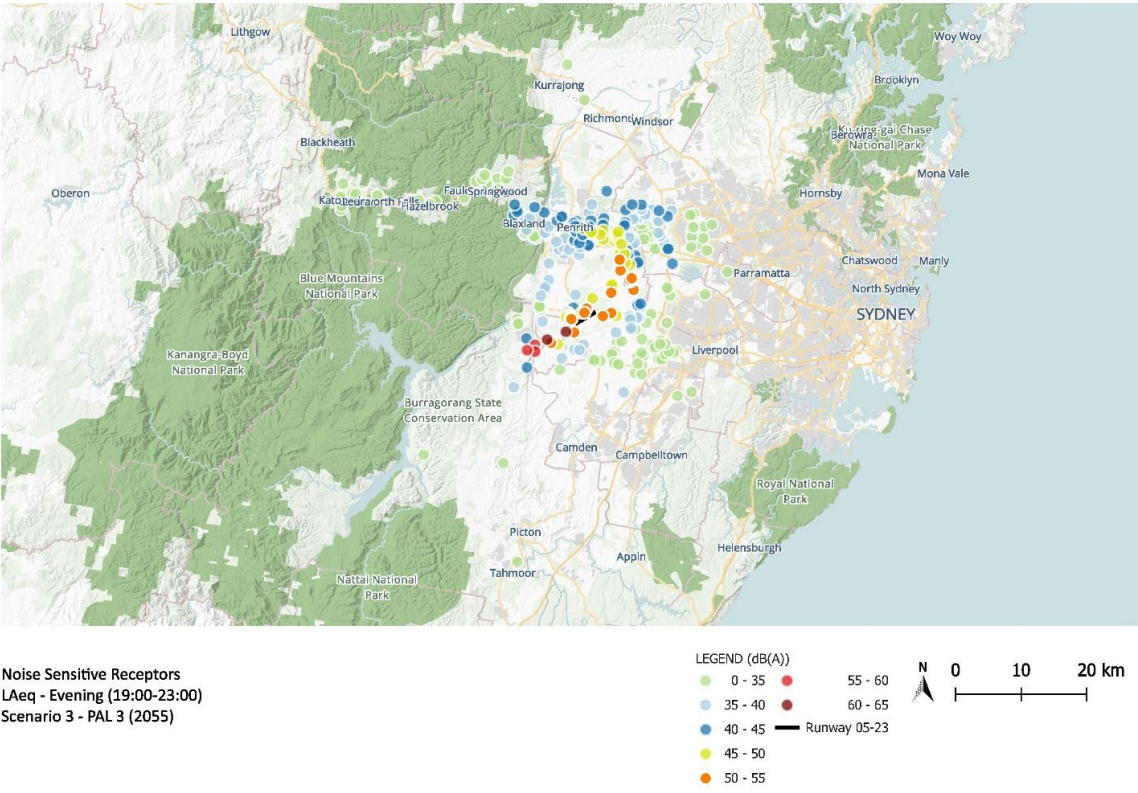 Woy Woy
Lithgow
Brooklyn
Kurrajong
Richmond
Windsor
Ku-ring-gai Chase
National Park
Berowra
Blackheath
Mona Vale
Oberon
Springwood
Hornsby
Hazelbrook
Blaxland
Penrith
Chatswood
Manly
Parramatta
Blue Mountains
National Park
North Sydney
SYDNEY
Liverpool
Kanangra-Boyd
National Park
Burragorang State
Conservation Area
Camden
Campbelltown
Royal National
Park
Picton
Helensburgh
Appin
Tahmoor
Nattai National
Park
LEGEND (dB(A))
0 - 35
35 - 40
40 - 45
45 - 50
50 - 55
55 - 60
60 - 65
Runway 05-23
N
0 10 20 km
Noise Sensitive Receptors
LAeq - Evening (19:00-23:00)
Scenario 3 - PAL 3 (2055)